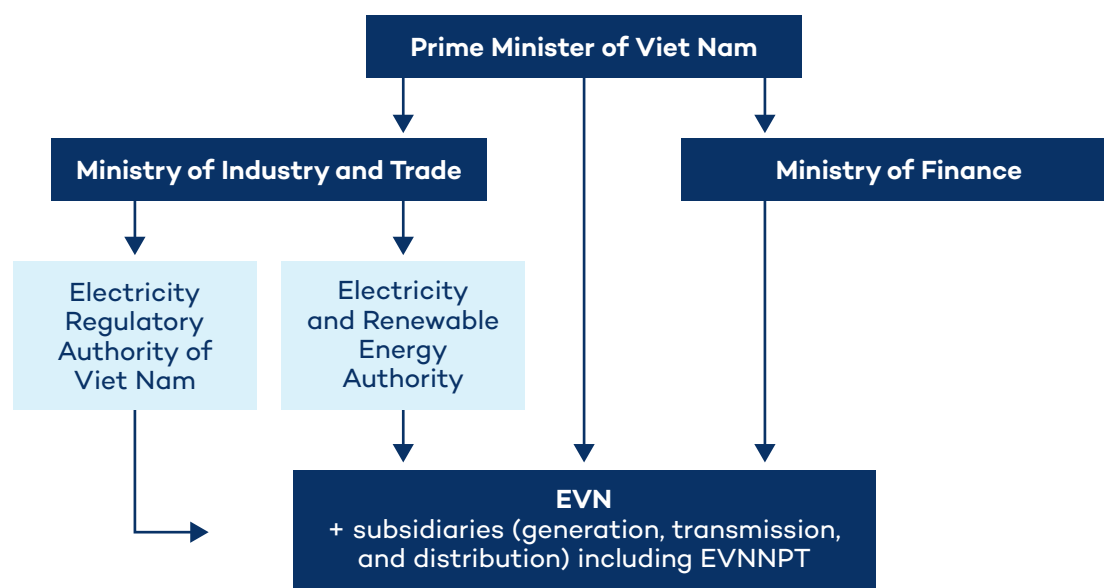 Prime Minister of Viet Nam
Ministry of Industry and Trade
Ministry of Finance
Electricity
Regulatory
Authority of
Viet Nam
Electricity
and Renewable
Energy
Authority
EVN
+ subsidiaries (generation, transmission,
and distribution) including EVNNPT